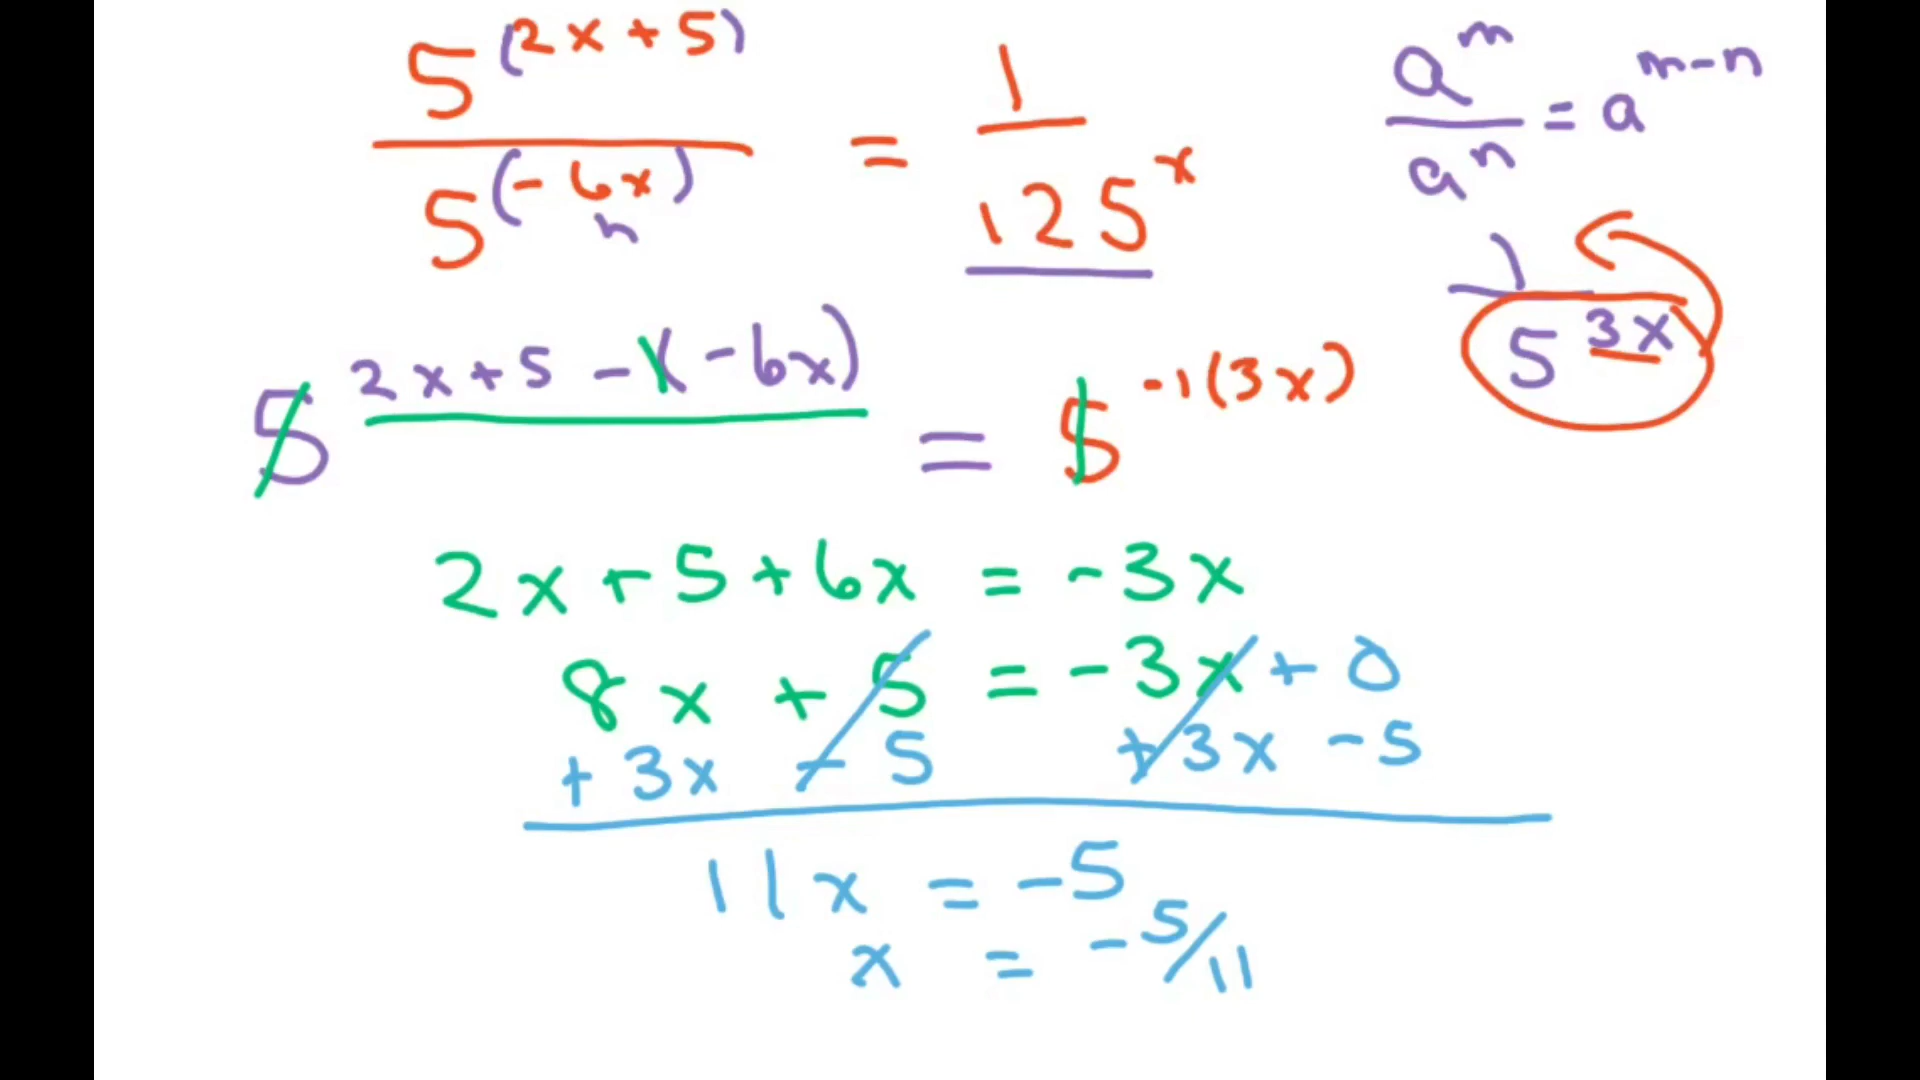 5^(2x+5) / 5^(-6x) = 1 / 125^x
n
a^m / a^n = a^m-n
1 / 5^3x
5^2x+5-1(-6x) = 5^-1(3x)
2x+5+6x = -3x
8x + 5 = -3x + 0
+3x - 5 +3x -5
11x = -5
x = -5/11